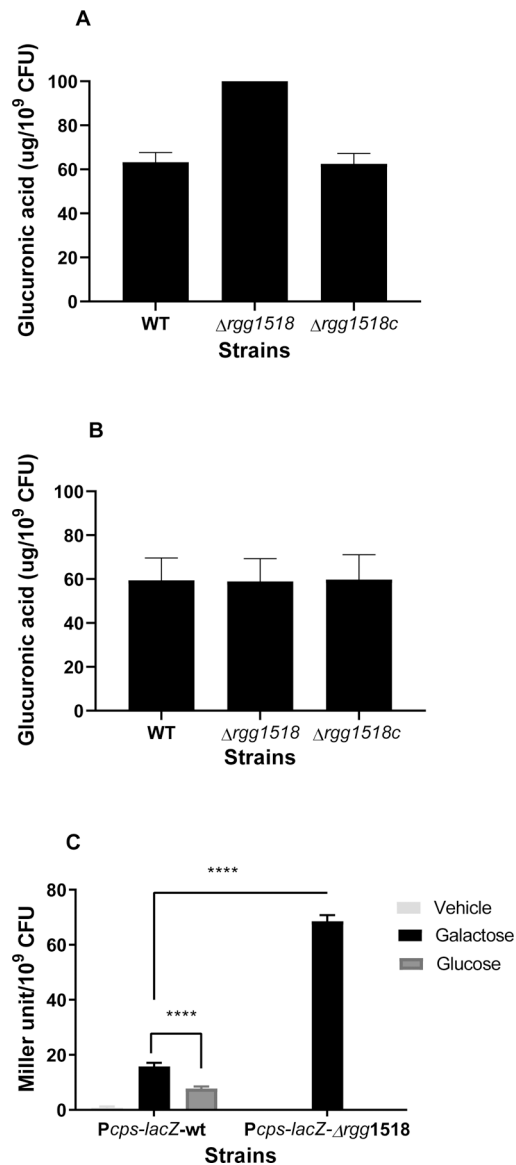 A
Glucuronic acid (ug/10⁹ CFU)
100
80
60
40
20
0
WT Δrgg1518 Δrgg1518c
Strains
B
Glucuronic acid (ug/10⁹ CFU)
100
80
60
40
20
0
WT Δrgg1518 Δrgg1518c
Strains
C
Miller unit/10⁹ CFU
80
60
40
20
0
****
****
Vehicle
Galactose
Glucose
Pcps-lacZ-wt Pcps-lacZ-Δrgg1518
Strains